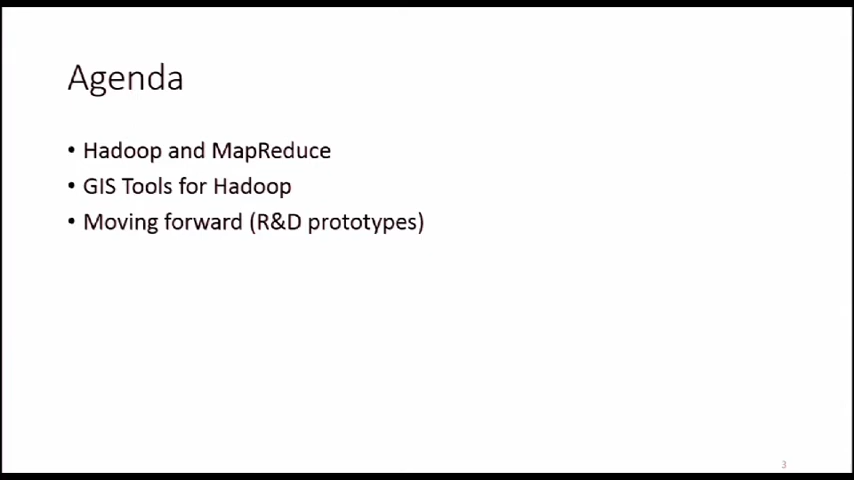 Agenda
• Hadoop and MapReduce
• GIS Tools for Hadoop
• Moving forward (R&D prototypes)
3